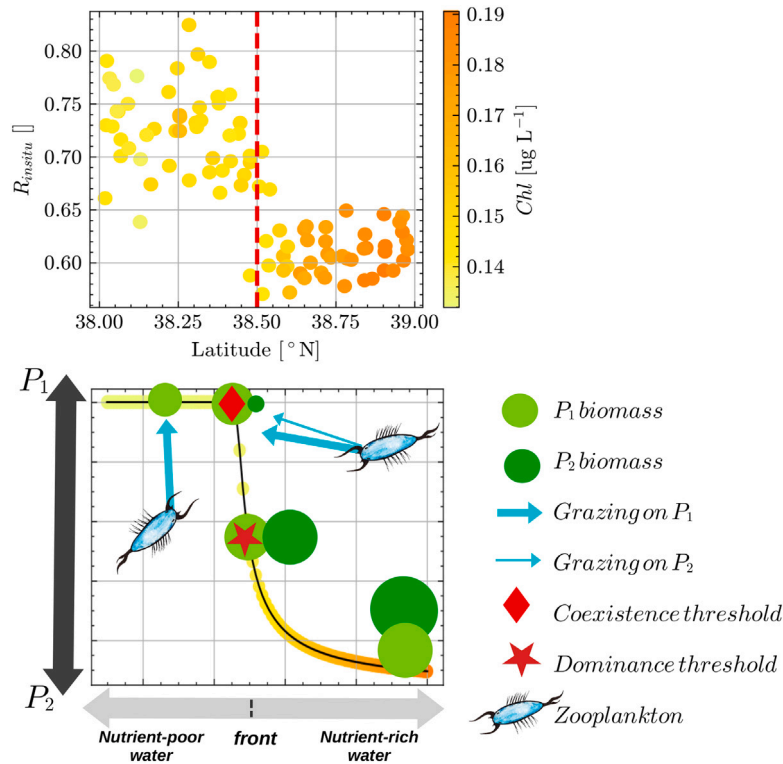 0.80
0.75
0.70
0.65
0.60
R_insitu []
38.00 38.25 38.50 38.75 39.00
Latitude [°N]
0.19
0.18
0.17
0.16
0.15
0.14
Chl [ug L⁻¹]
P₁
P₂
Nutrient-poor water
front
Nutrient-rich water
P₁ biomass
P₂ biomass
Grazing on P₁
Grazing on P₂
Coexistence threshold
Dominance threshold
Zooplankton